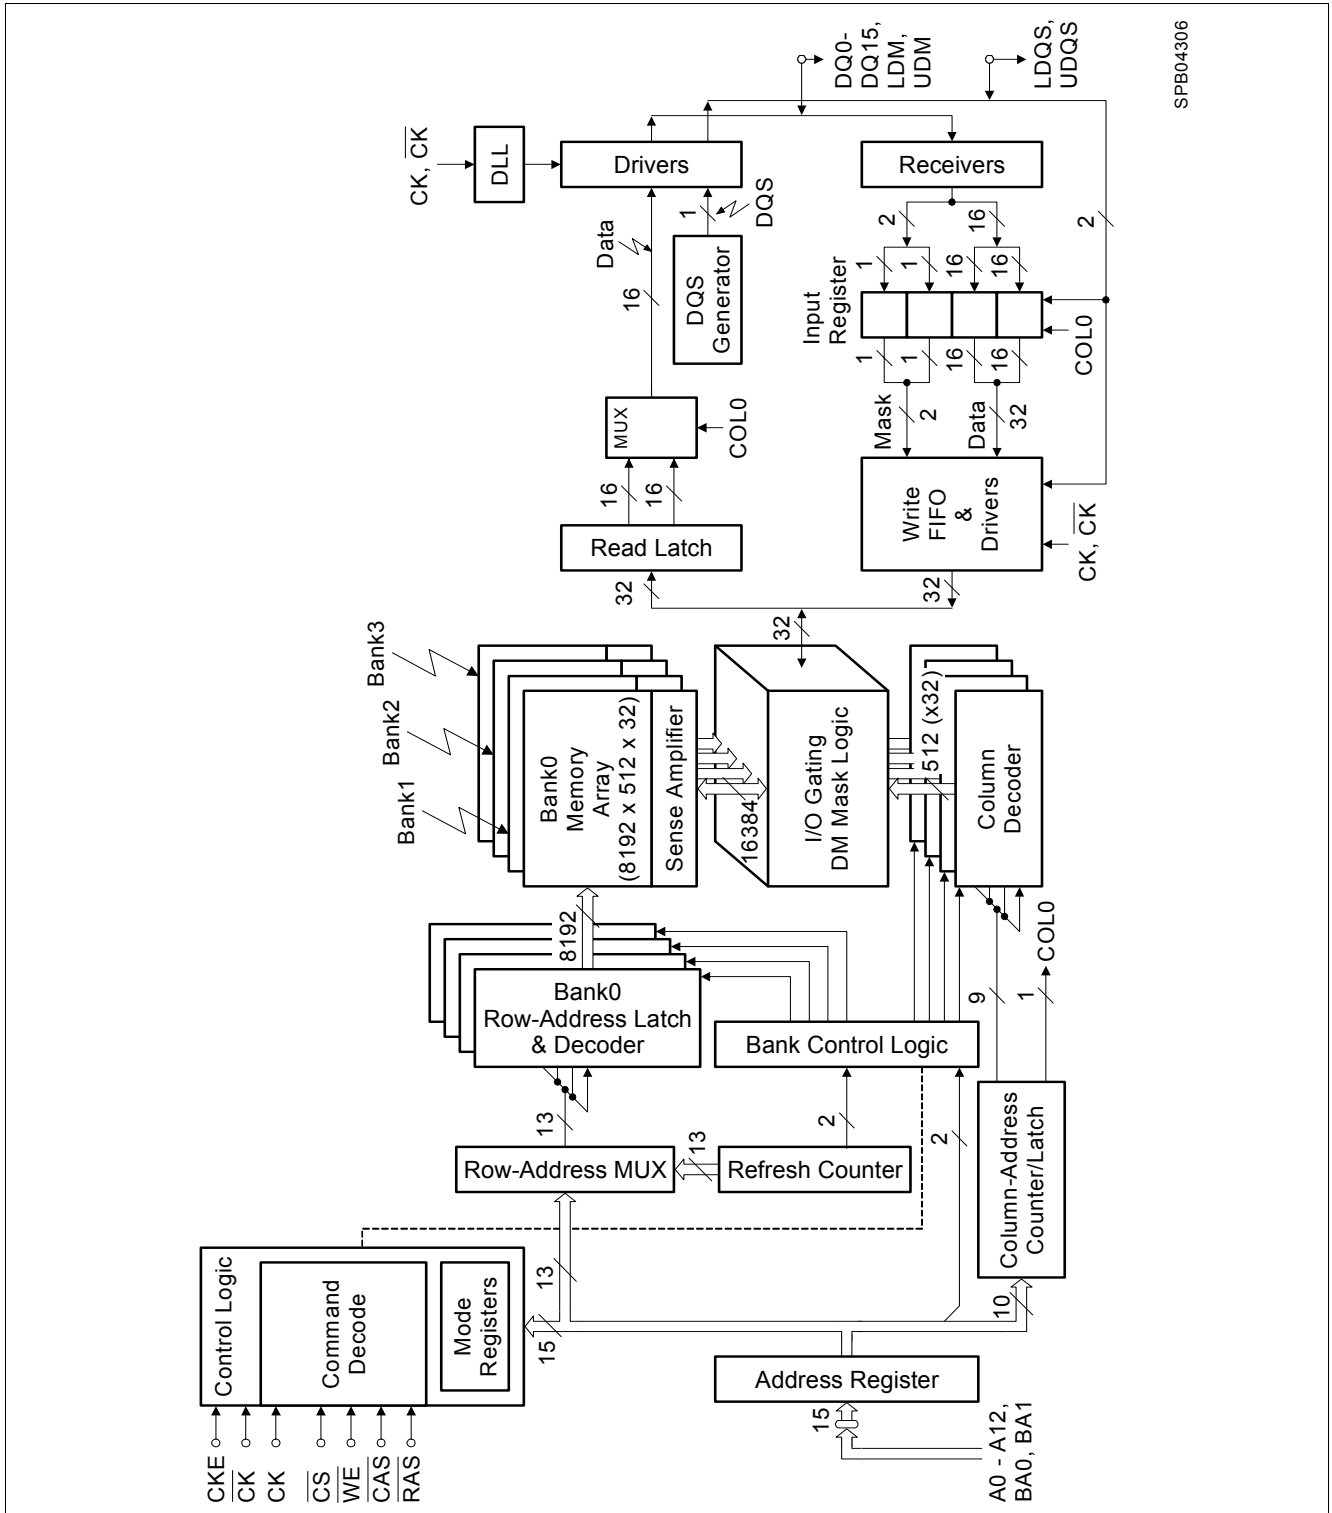 SPB04306
DQ0-
DQ15,
LDM,
UDM
LDQS,
UDQS
CK, CK
DLL
Drivers
Receivers
Data
16
1
DQS
DQS
Generator
2
16
2
1
1
16
16
Input
Register
1
1
16
16
COL0
MUX
COL0
Mask
2
Data
32
16
16
Read Latch
Write
FIFO
&
Drivers
CK, CK
32
32
32
Bank3
Bank2
Bank1
Bank0
Memory
Array
(8192 x 512 x 32)
Sense Amplifier
16384
I/O Gating
DM Mask Logic
512 (x32)
Column
Decoder
8192
Bank0
Row-Address Latch
& Decoder
Bank Control Logic
9
1
COL0
13
Row-Address MUX
13
Refresh Counter
2
2
Column-Address
Counter/Latch
10
Control Logic
Command
Decode
Mode
Registers
13
15
Address Register
15
A0 - A12,
BA0, BA1
CKE
CK
CK
CS
WE
CAS
RAS